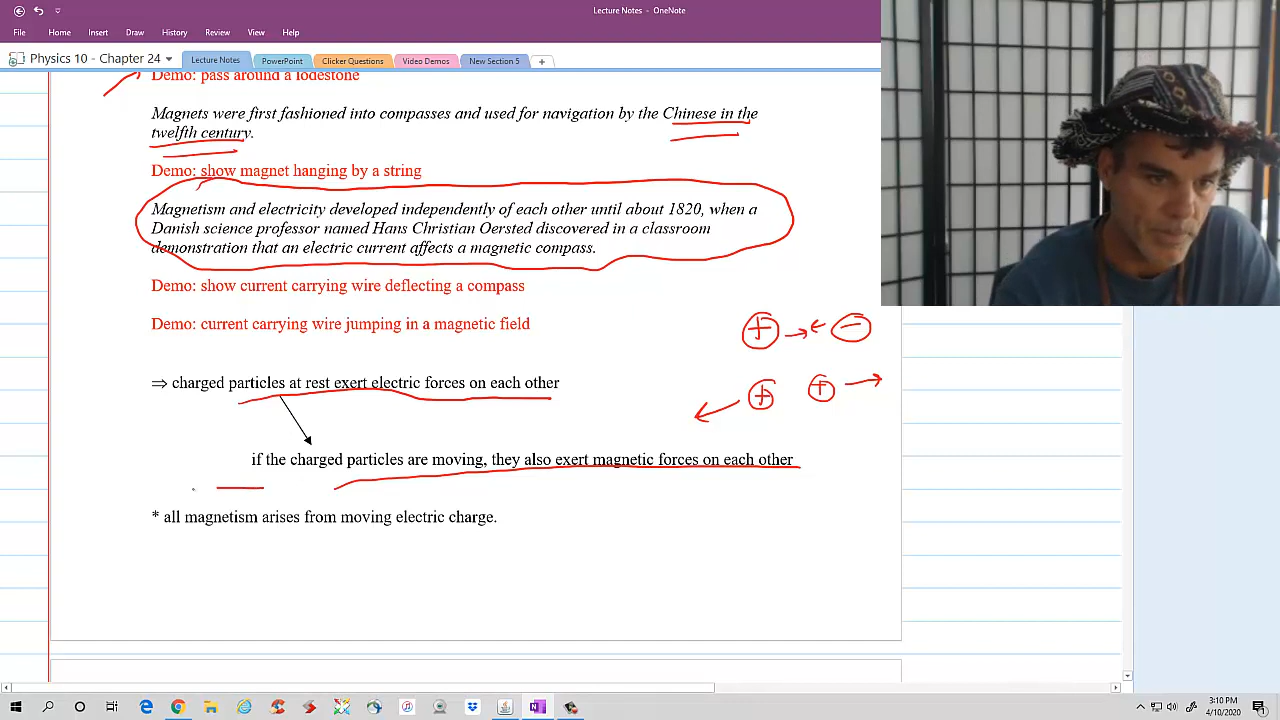 Lecture Notes - OneNote
File Home Insert Draw History Review View Help
Physics 10 - Chapter 24
Lecture Notes PowerPoint Clicker Questions Video Demos New Section 5 +
Demo: pass around a lodestone
Magnets were first fashioned into compasses and used for navigation by the Chinese in the
twelfth century.
Demo: show magnet hanging by a string
Magnetism and electricity developed independently of each other until about 1820, when a
Danish science professor named Hans Christian Oersted discovered in a classroom
demonstration that an electric current affects a magnetic compass.
Demo: show current carrying wire deflecting a compass
Demo: current carrying wire jumping in a magnetic field
+ → ← −
⇒ charged particles at rest exert electric forces on each other
← + + →
if the charged particles are moving, they also exert magnetic forces on each other
* all magnetism arises from moving electric charge.
3:10 PM
4/10/2020